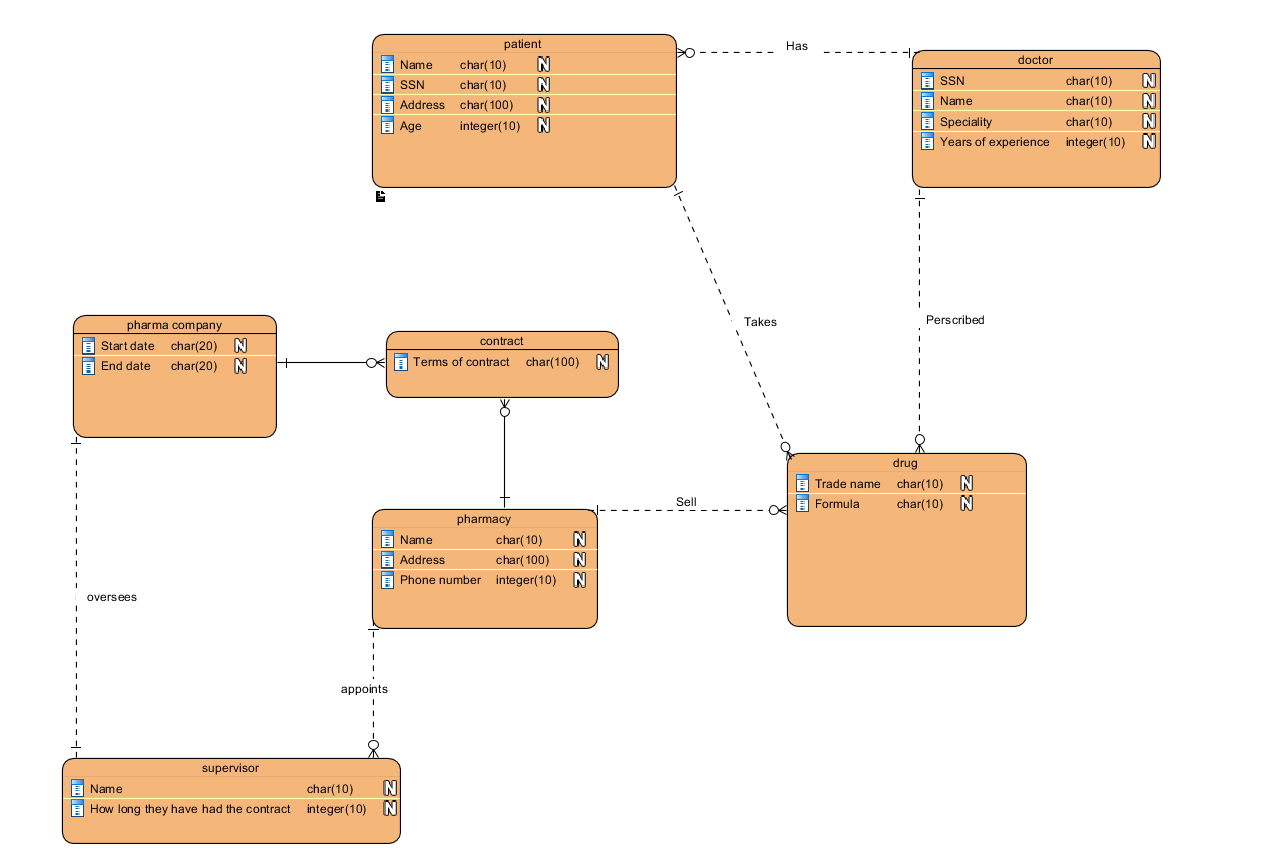 patient
Name char(10) N
SSN char(10) N
Address char(100) N
Age integer(10) N
Has
doctor
SSN char(10) N
Name char(10) N
Speciality char(10) N
Years of experience integer(10) N
Takes
Perscribed
pharma company
Start date char(20) N
End date char(20) N
contract
Terms of contract char(100) N
drug
Trade name char(10) N
Formula char(10) N
Sell
pharmacy
Name char(10) N
Address char(100) N
Phone number integer(10) N
oversees
appoints
supervisor
Name char(10) N
How long they have had the contract integer(10) N